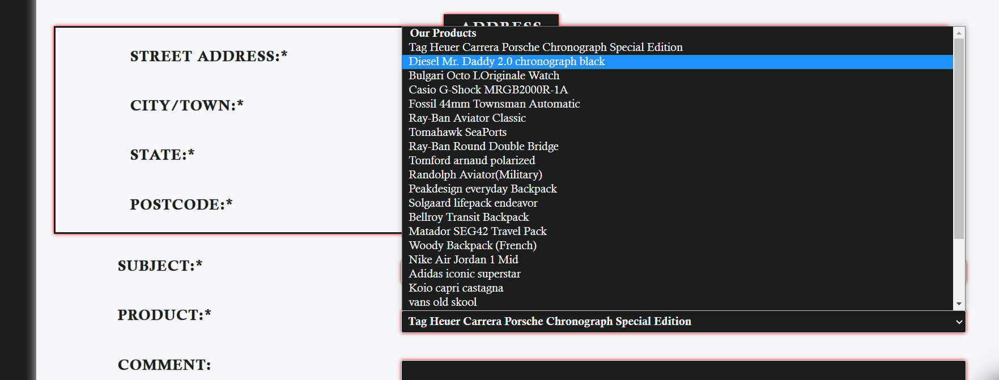 ADDRESS
STREET ADDRESS:*
CITY/TOWN:*
STATE:*
POSTCODE:*
SUBJECT:*
PRODUCT:*
COMMENT:
Our Products
Tag Heuer Carrera Porsche Chronograph Special Edition
Diesel Mr. Daddy 2.0 chronograph black
Bulgari Octo LOriginale Watch
Casio G-Shock MRGB2000R-1A
Fossil 44mm Townsman Automatic
Ray-Ban Aviator Classic
Tomahawk SeaPorts
Ray-Ban Round Double Bridge
Tomford arnaud polarized
Randolph Aviator(Military)
Peakdesign everyday Backpack
Solgaard lifepack endeavor
Bellroy Transit Backpack
Matador SEG42 Travel Pack
Woody Backpack (French)
Nike Air Jordan 1 Mid
Adidas iconic superstar
Koio capri castagna
vans old skool
Tag Heuer Carrera Porsche Chronograph Special Edition